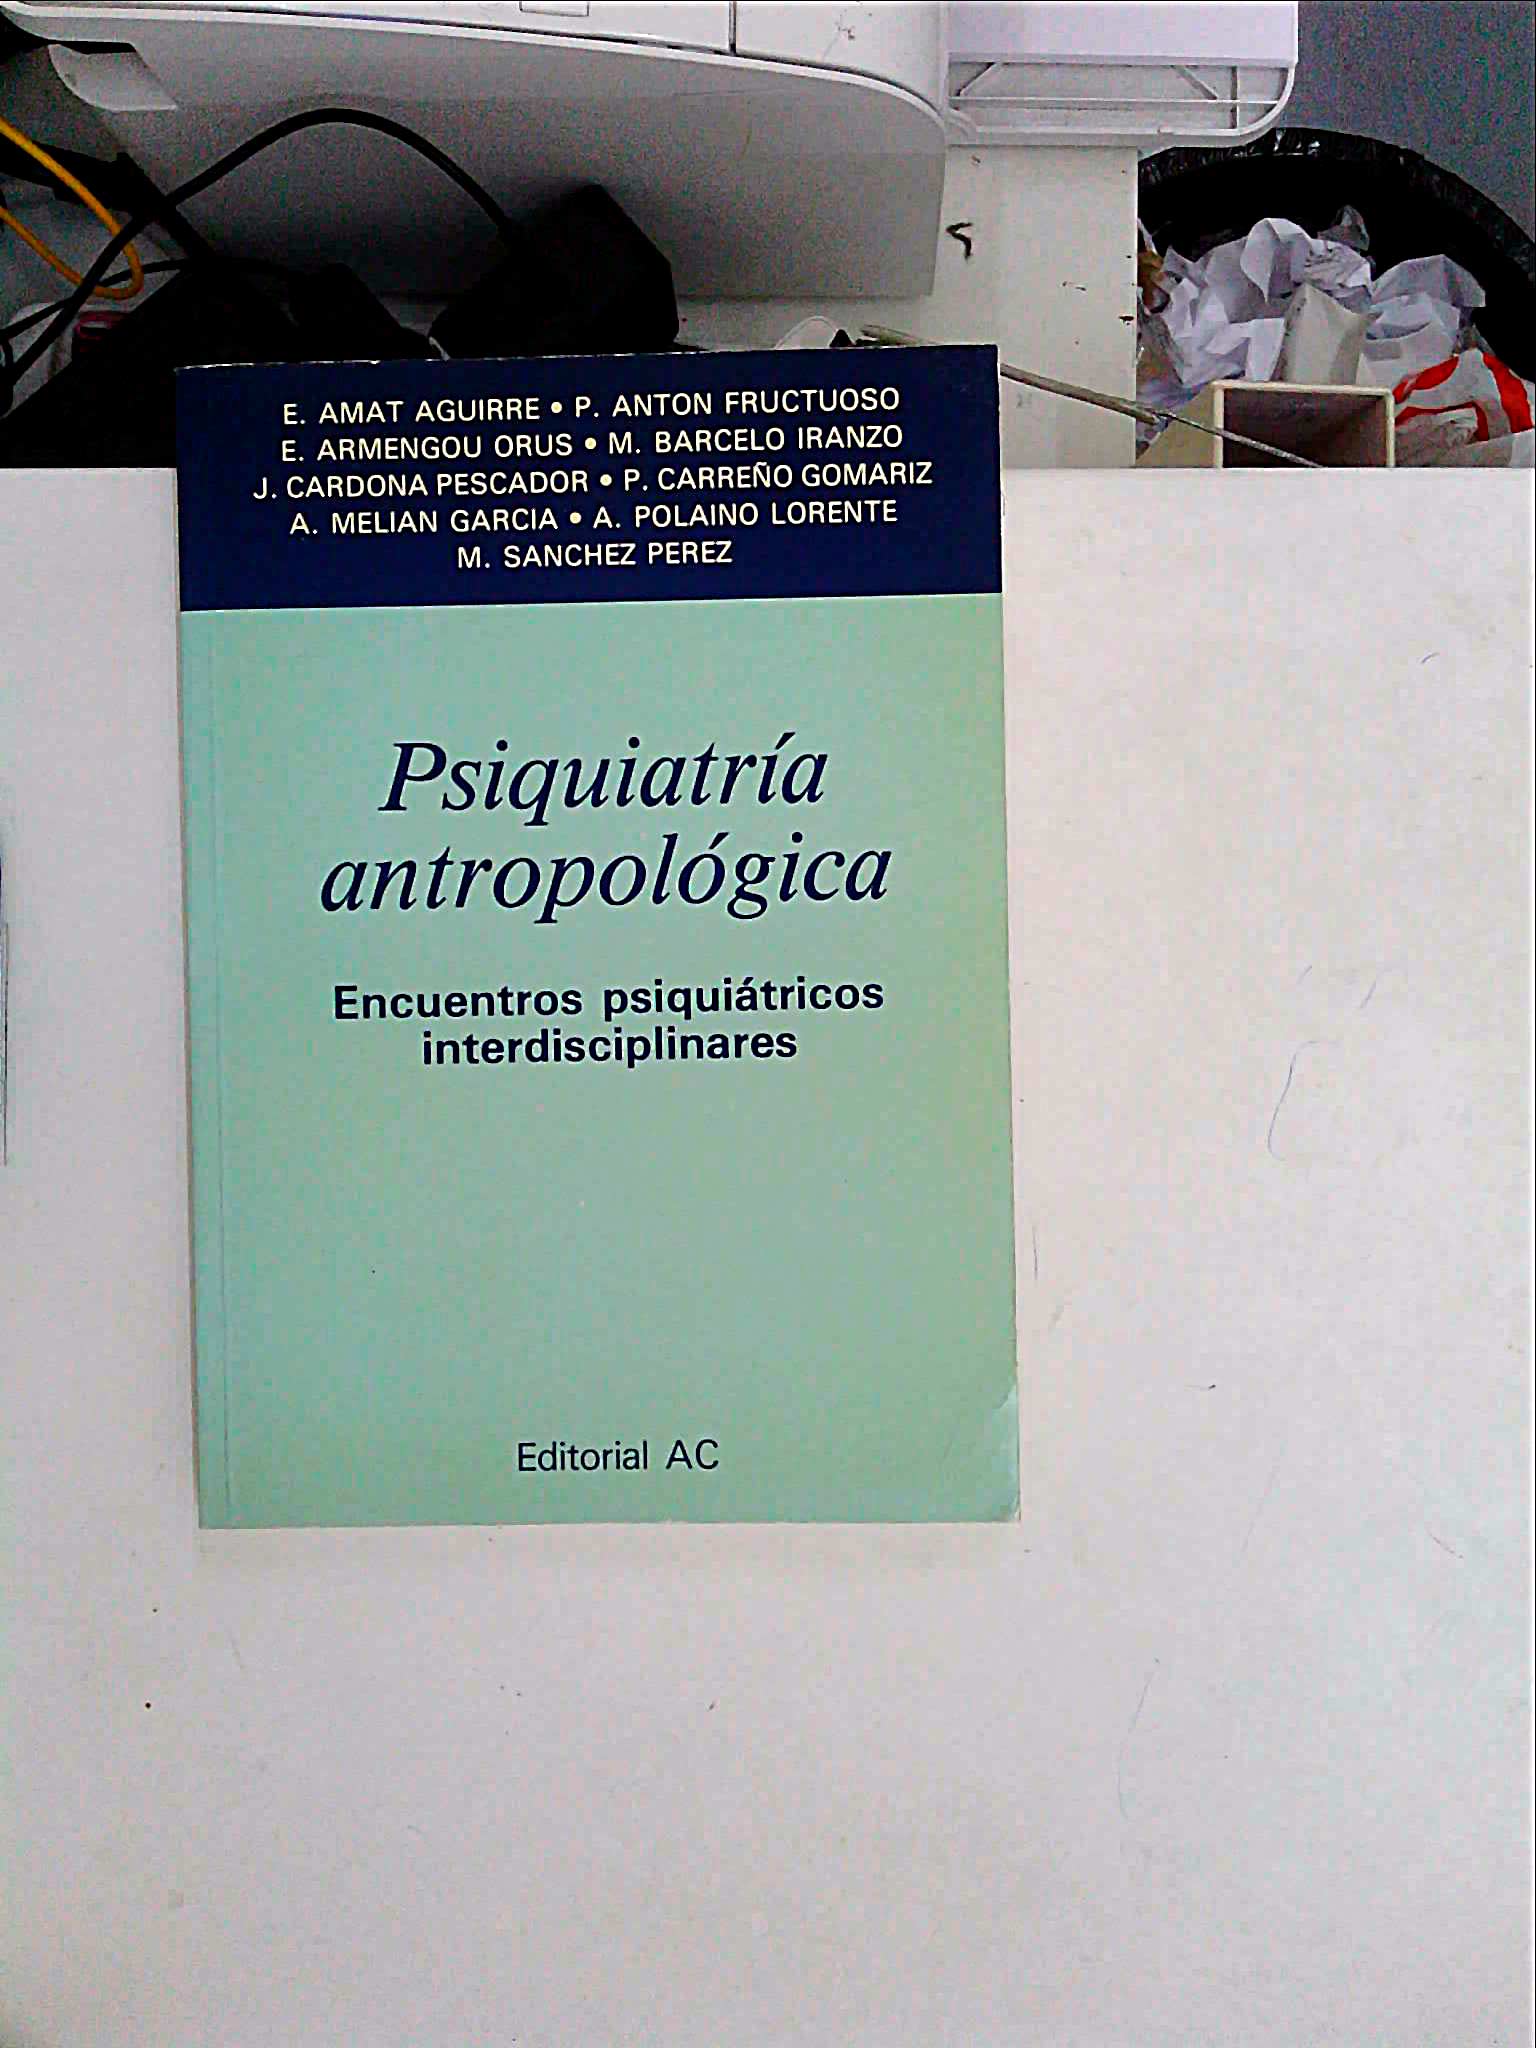 E. AMAT AGUIRRE • P. ANTON FRUCTUOSO
E. ARMENGOU ORUS • M. BARCELO IRANZO
J. CARDONA PESCADOR • P. CARREÑO GOMARIZ
A. MELIAN GARCIA • A. POLAINO LORENTE
M. SANCHEZ PEREZ
Psiquiatría
antropológica
Encuentros psiquiátricos
interdisciplinares
Editorial AC